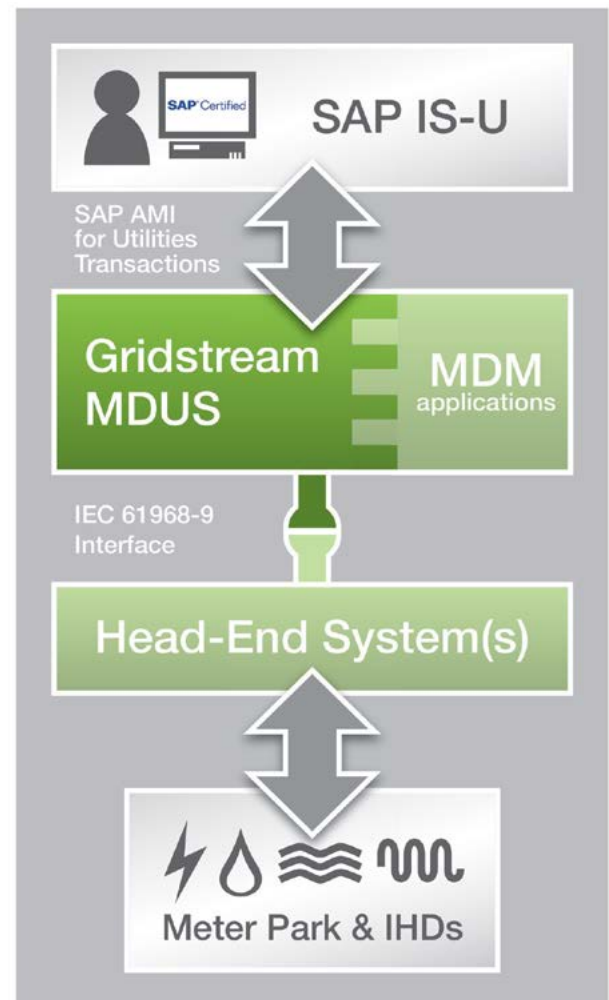 SAP Certified
SAP IS-U
SAP AMI
for Utilities
Transactions
Gridstream
MDUS
MDM
applications
IEC 61968-9
Interface
Head-End System(s)
Meter Park & IHDs